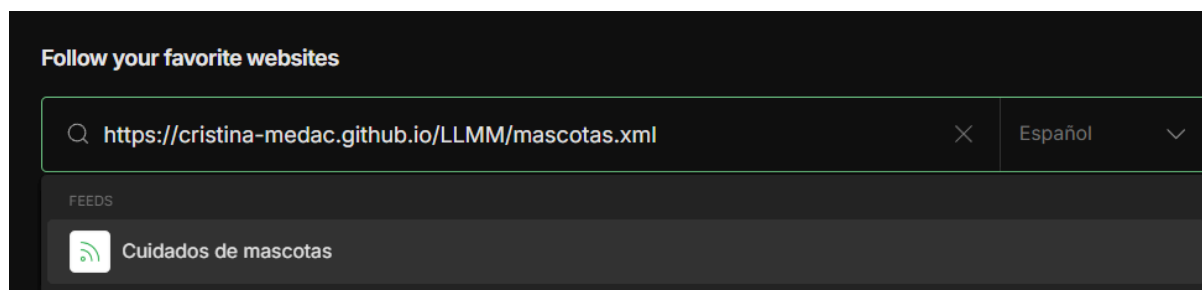 Follow your favorite websites
https://cristina-medac.github.io/LLMM/mascotas.xml Español
FEEDS
Cuidados de mascotas